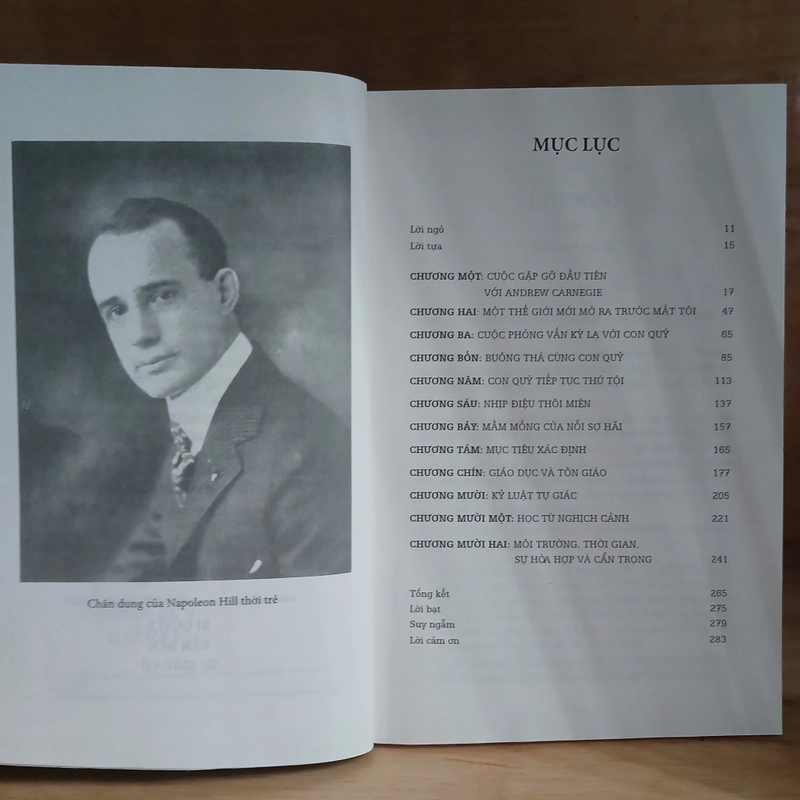 Chân dung của Napoleon Hill thời trẻ
MỤC LỤC
Lời ngỏ 11
Lời tựa 15
CHƯƠNG MỘT: CUỘC GẶP GỠ ĐẦU TIÊN
VỚI ANDREW CARNEGIE 17
CHƯƠNG HAI: MỘT THẾ GIỚI MỚI MỞ RA TRƯỚC MẮT TÔI 47
CHƯƠNG BA: CUỘC PHỎNG VẤN KỲ LẠ VỚI CON QUỶ 65
CHƯƠNG BỐN: BUÔNG THẢ CÙNG CON QUỶ 85
CHƯƠNG NĂM: CON QUỶ TIẾP TỤC THÚ TỘI 113
CHƯƠNG SÁU: NHỊP ĐIỆU THÔI MIÊN 137
CHƯƠNG BẢY: MẦM MỐNG CỦA NỖI SỢ HÃI 157
CHƯƠNG TÁM: MỤC TIÊU XÁC ĐỊNH 165
CHƯƠNG CHÍN: GIÁO DỤC VÀ TÔN GIÁO 177
CHƯƠNG MƯỜI: KỶ LUẬT TỰ GIÁC 205
CHƯƠNG MƯỜI MỘT: HỌC TỪ NGHỊCH CẢNH 221
CHƯƠNG MƯỜI HAI: MÔI TRƯỜNG, THỜI GIAN,
SỰ HÒA HỢP VÀ CẨN TRỌNG 241
Tổng kết 265
Lời bạt 275
Suy ngẫm 279
Lời cảm ơn 283